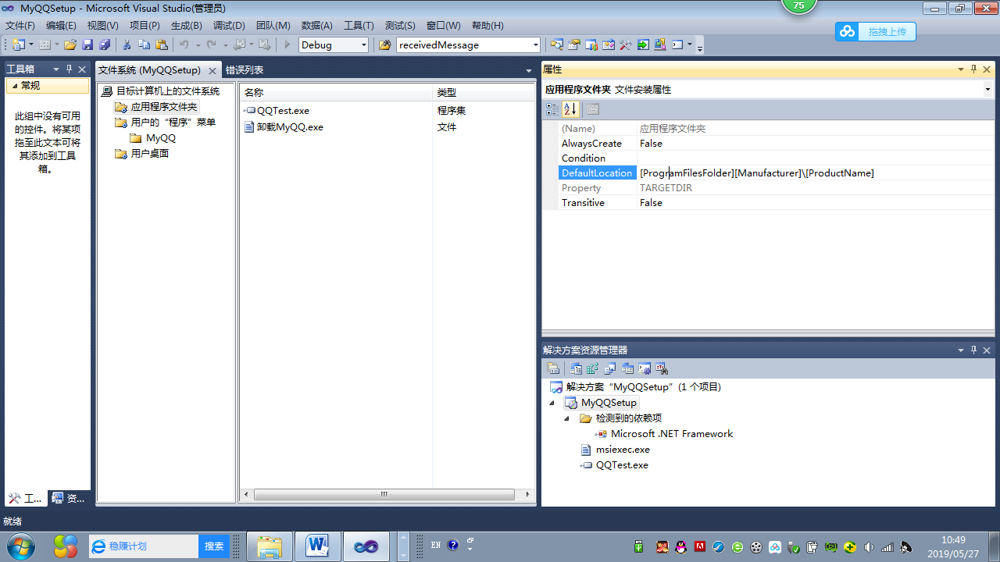 MyQQSetup - Microsoft Visual Studio(管理员)
75
文件(F) 编辑(E) 视图(V) 项目(P) 生成(B) 调试(D) 团队(M) 数据(A) 工具(T) 测试(S) 窗口(W) 帮助(H)
拖拽上传
Debug receivedMessage
工具箱
常规
此组中没有可用
的控件。将某项
拖至此文本可将
其添加到工具
箱。
工... 资...
文件系统 (MyQQSetup) 错误列表
目标计算机上的文件系统
应用程序文件夹
用户的“程序”菜单
MyQQ
用户桌面
名称 类型
QQTest.exe 程序集
卸载MyQQ.exe 文件
属性
应用程序文件夹 文件安装属性
(Name) 应用程序文件夹
AlwaysCreate False
Condition
DefaultLocation [ProgramFilesFolder][Manufacturer]\[ProductName]
Property TARGETDIR
Transitive False
解决方案资源管理器
解决方案“MyQQSetup”(1 个项目)
MyQQSetup
检测到的依赖项
Microsoft .NET Framework
msiexec.exe
QQTest.exe
就绪
稳赚计划 搜索
EN
10:49
2019/05/27